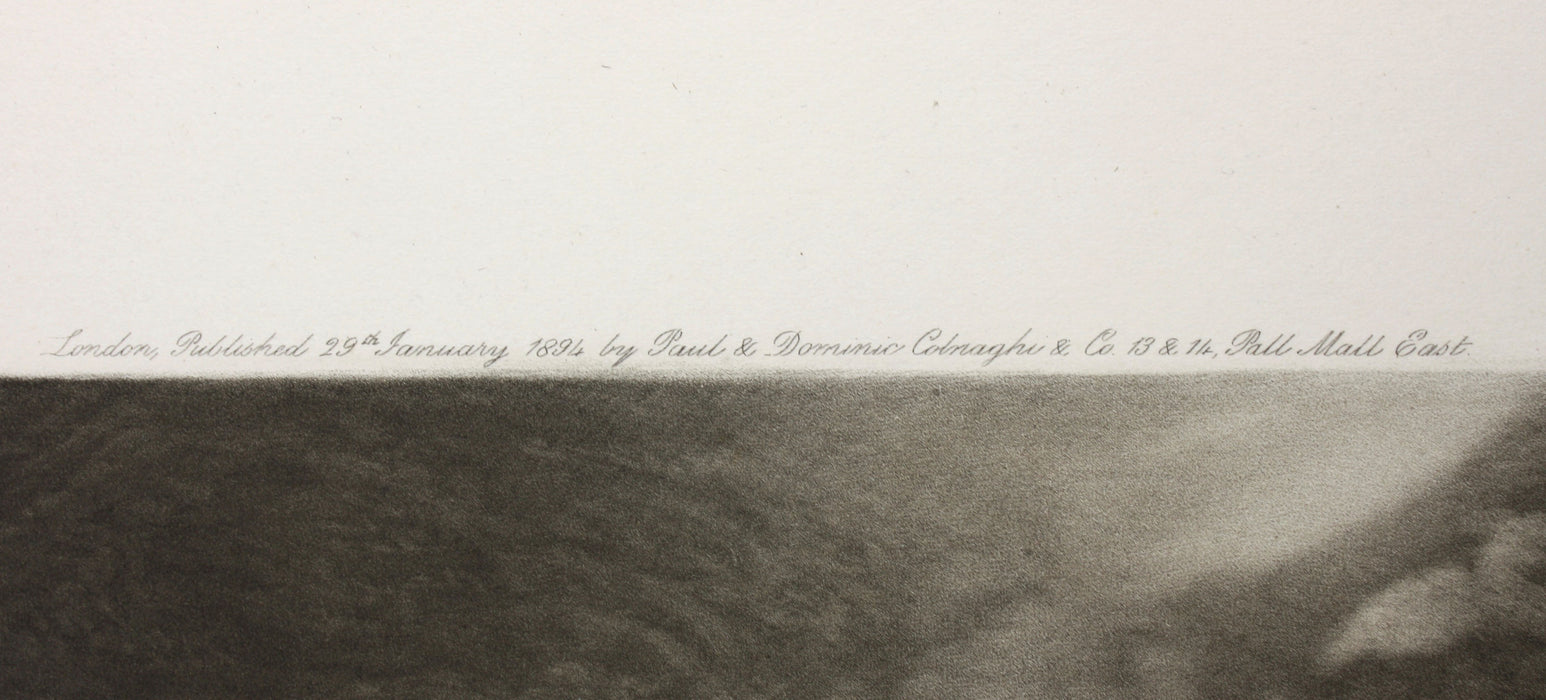 London, Published 29th January 1894 by Paul & Dominic Colnaghi & Co. 13 & 14, Pall Mall East.